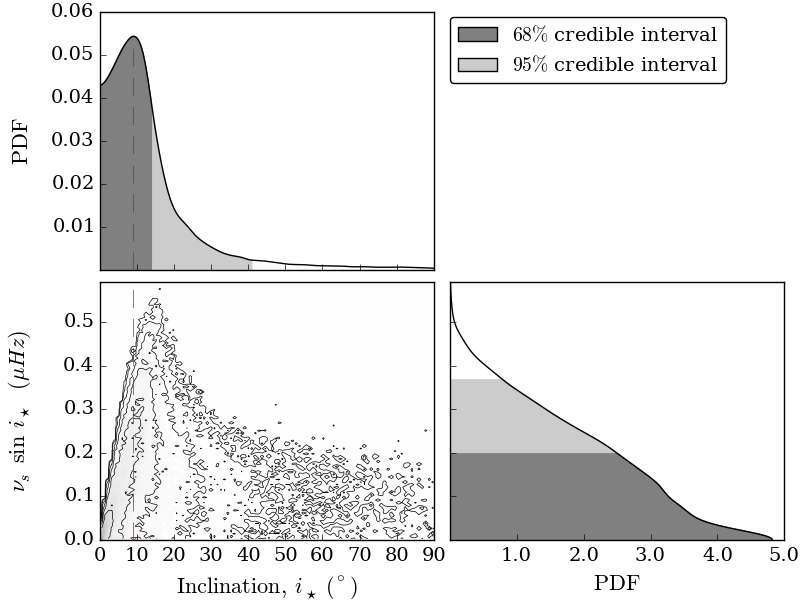 0.06
0.05
0.04
0.03
0.02
0.01
PDF
68% credible interval
95% credible interval
0.5
0.4
0.3
0.2
0.1
0.0
ν_s sin i_⋆ (μHz)
0 10 20 30 40 50 60 70 80 90
Inclination, i_⋆ (°)
1.0 2.0 3.0 4.0 5.0
PDF